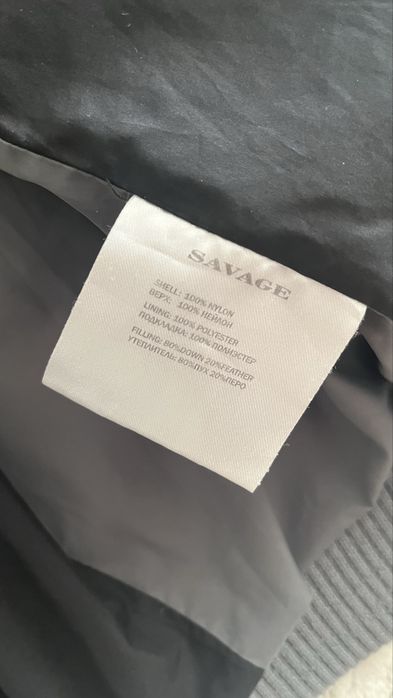 SAVAGE
SHELL: 100% NYLON
ВЕРХ: 100% НЕЙЛОН
LINING: 100% POLYESTER
ПОДКЛАДКА: 100% ПОЛИЭСТЕР
FILLING: 80%DOWN 20%FEATHER
УТЕПЛИТЕЛЬ: 80%ПУХ 20%ПЕРО